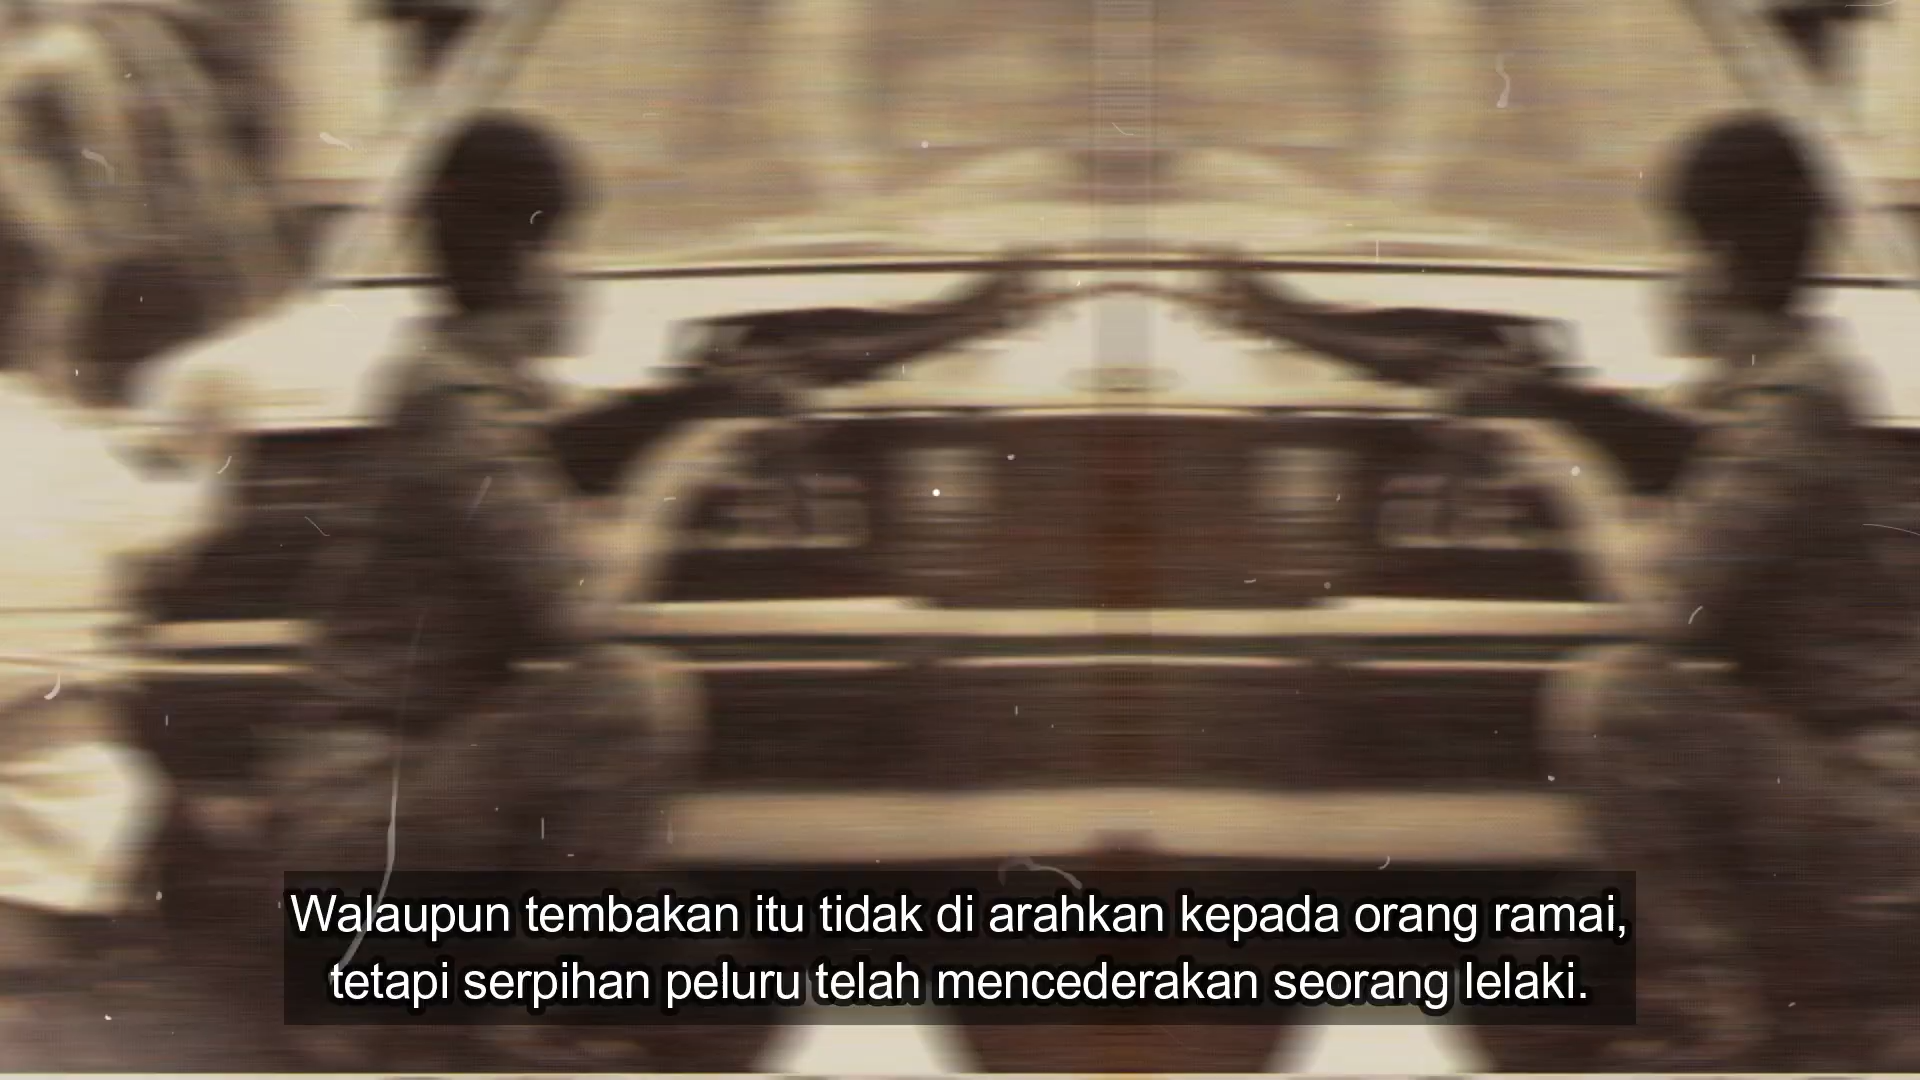 Walaupun tembakan itu tidak di arahkan kepada orang ramai,
tetapi serpihan peluru telah mencederakan seorang lelaki.